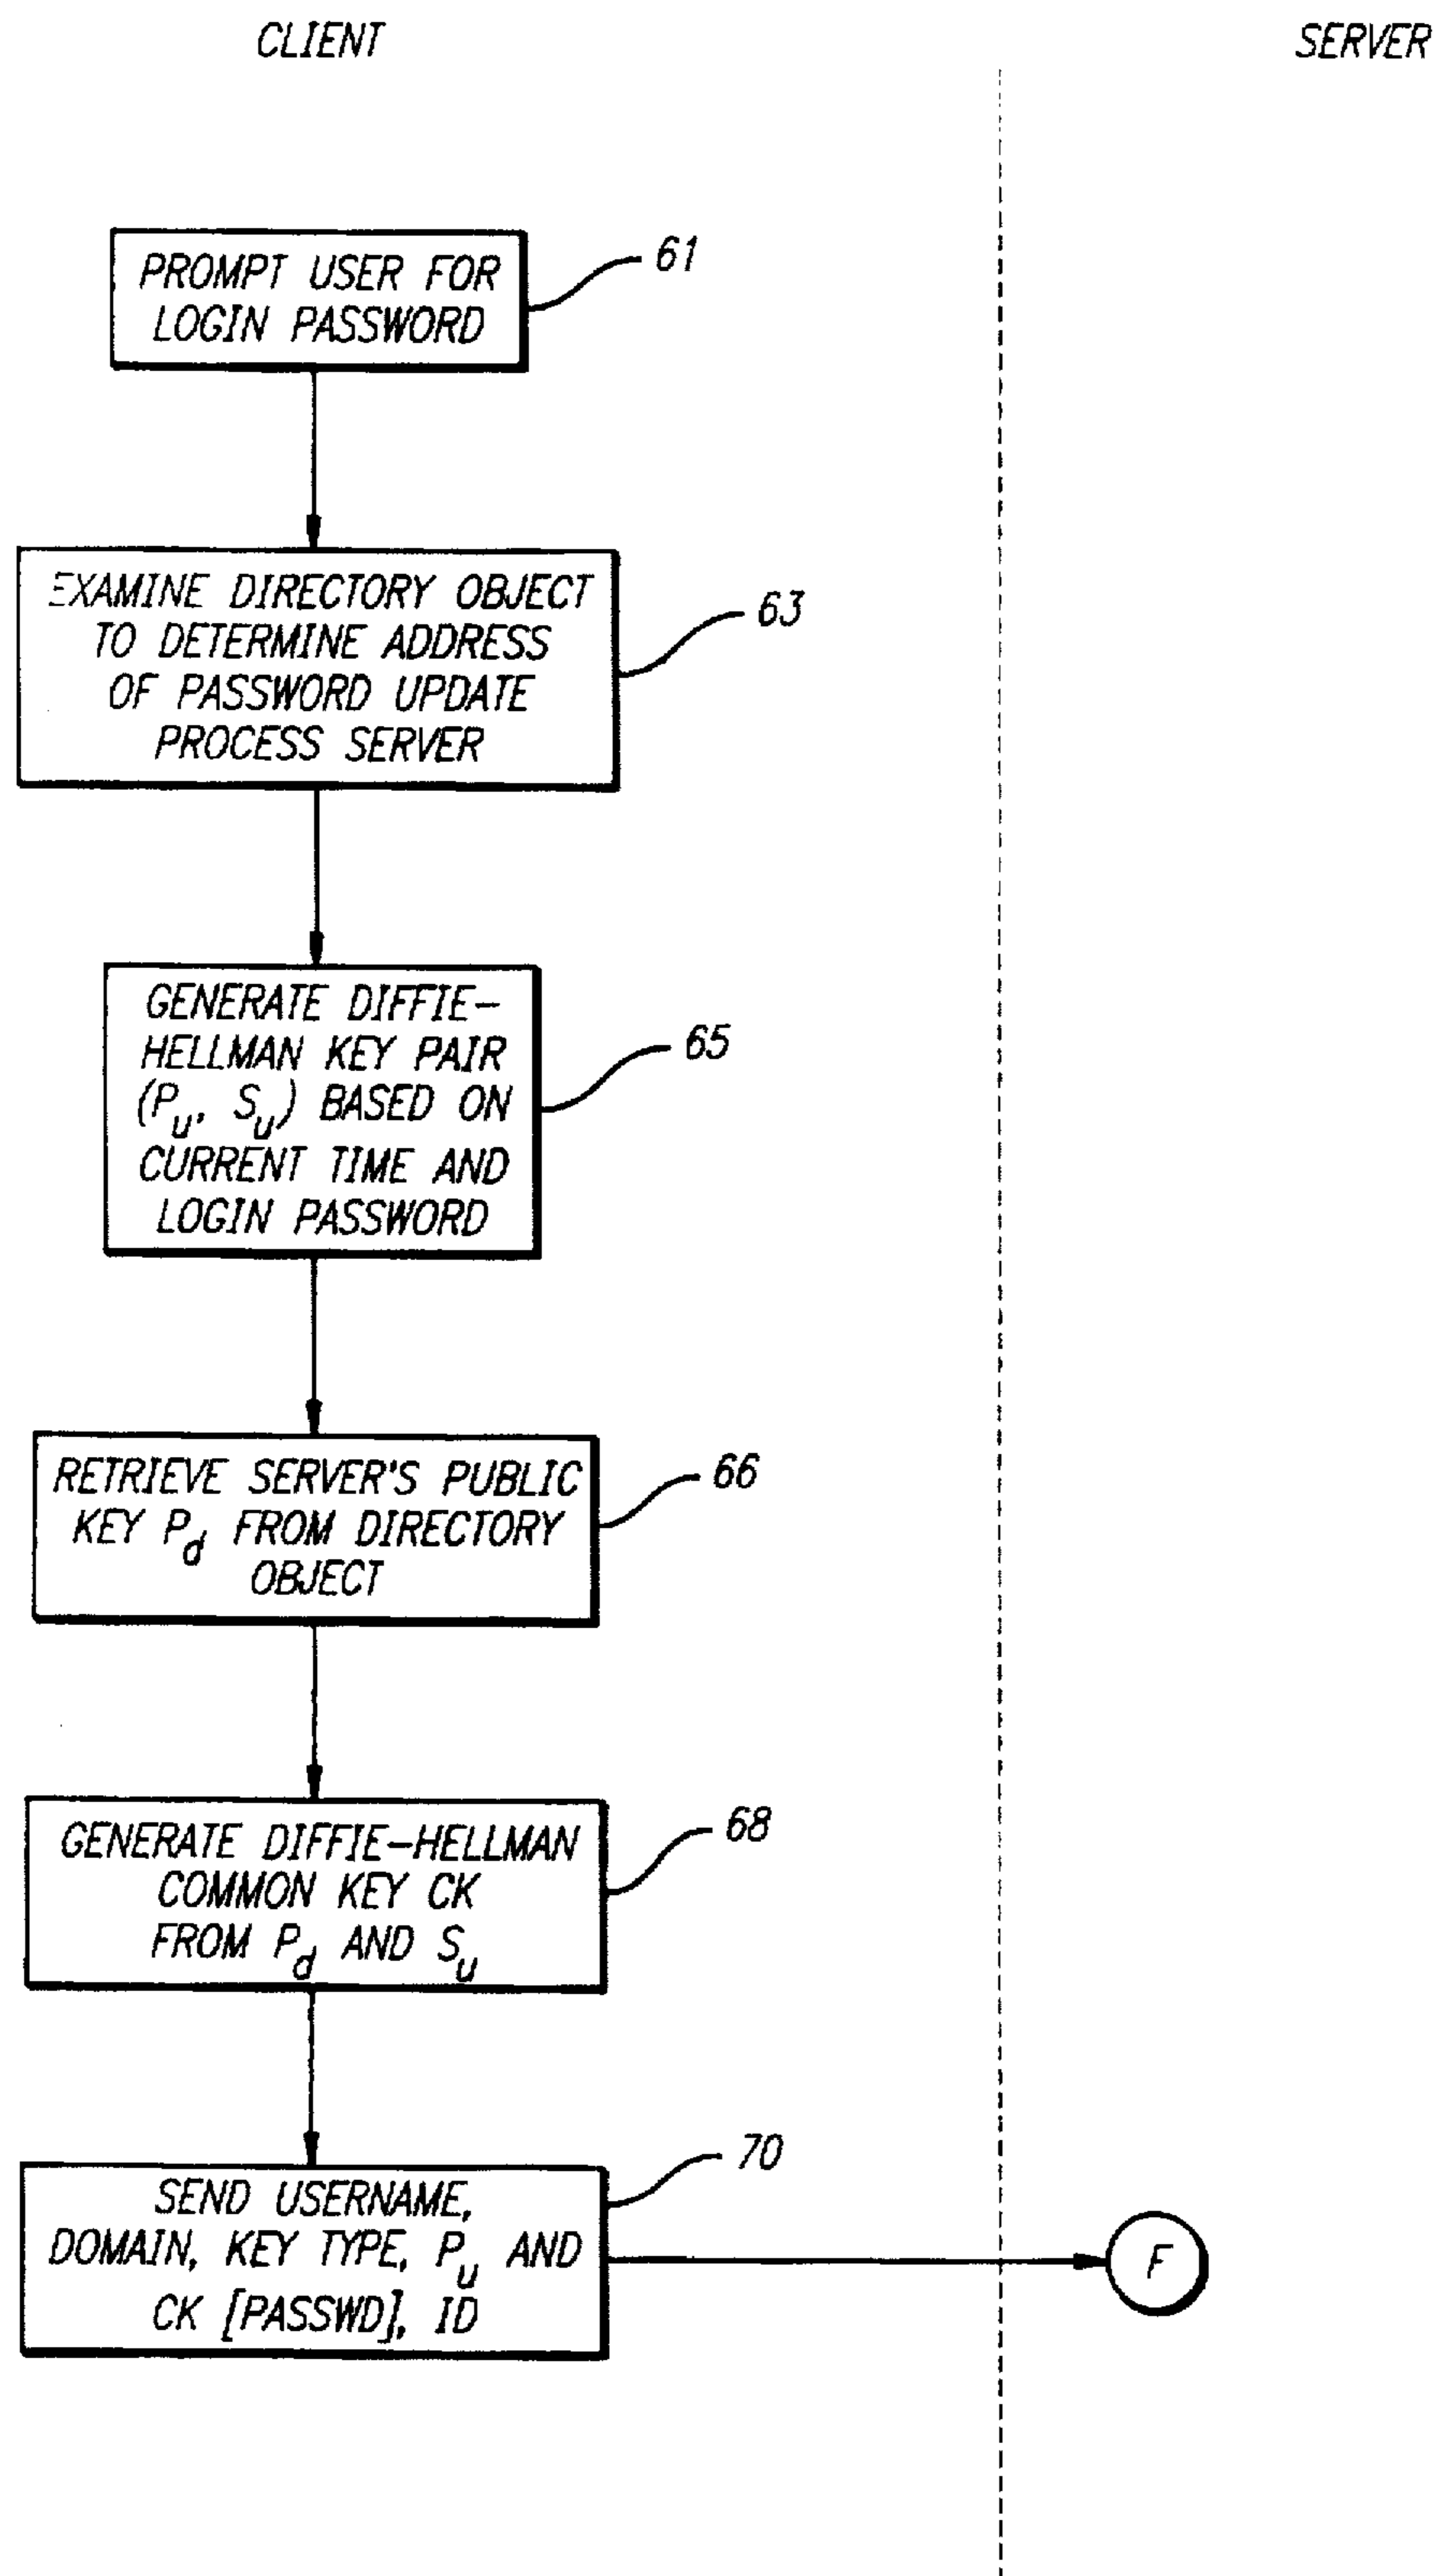 CLIENT
SERVER
PROMPT USER FOR
LOGIN PASSWORD
61
EXAMINE DIRECTORY OBJECT
TO DETERMINE ADDRESS
OF PASSWORD UPDATE
PROCESS SERVER
63
GENERATE DIFFIE-
HELLMAN KEY PAIR
(Pu, Su) BASED ON
CURRENT TIME AND
LOGIN PASSWORD
65
RETRIEVE SERVER'S PUBLIC
KEY Pd FROM DIRECTORY
OBJECT
66
GENERATE DIFFIE-HELLMAN
COMMON KEY CK
FROM Pd AND Su
68
SEND USERNAME,
DOMAIN, KEY TYPE, Pu AND
CK [PASSWD], ID
70
F